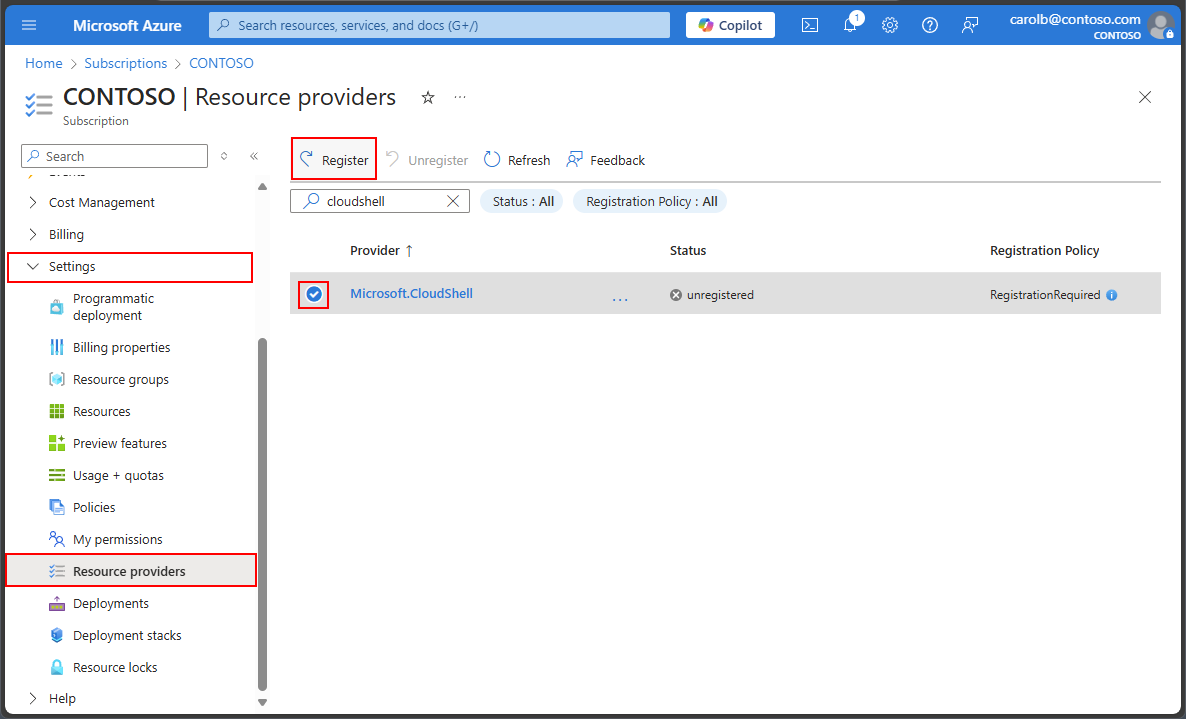 Microsoft Azure
Search resources, services, and docs (G+/)
Copilot
1
carolb@contoso.com
CONTOSO
Home > Subscriptions > CONTOSO
CONTOSO | Resource providers
Subscription
Search
Register
Unregister
Refresh
Feedback
cloudshell
Status : All
Registration Policy : All
Cost Management
Billing
Settings
Programmatic
deployment
Billing properties
Resource groups
Resources
Preview features
Usage + quotas
Policies
My permissions
Resource providers
Deployments
Deployment stacks
Resource locks
Help
Provider ↑
Status
Registration Policy
Microsoft.CloudShell
...
unregistered
RegistrationRequired